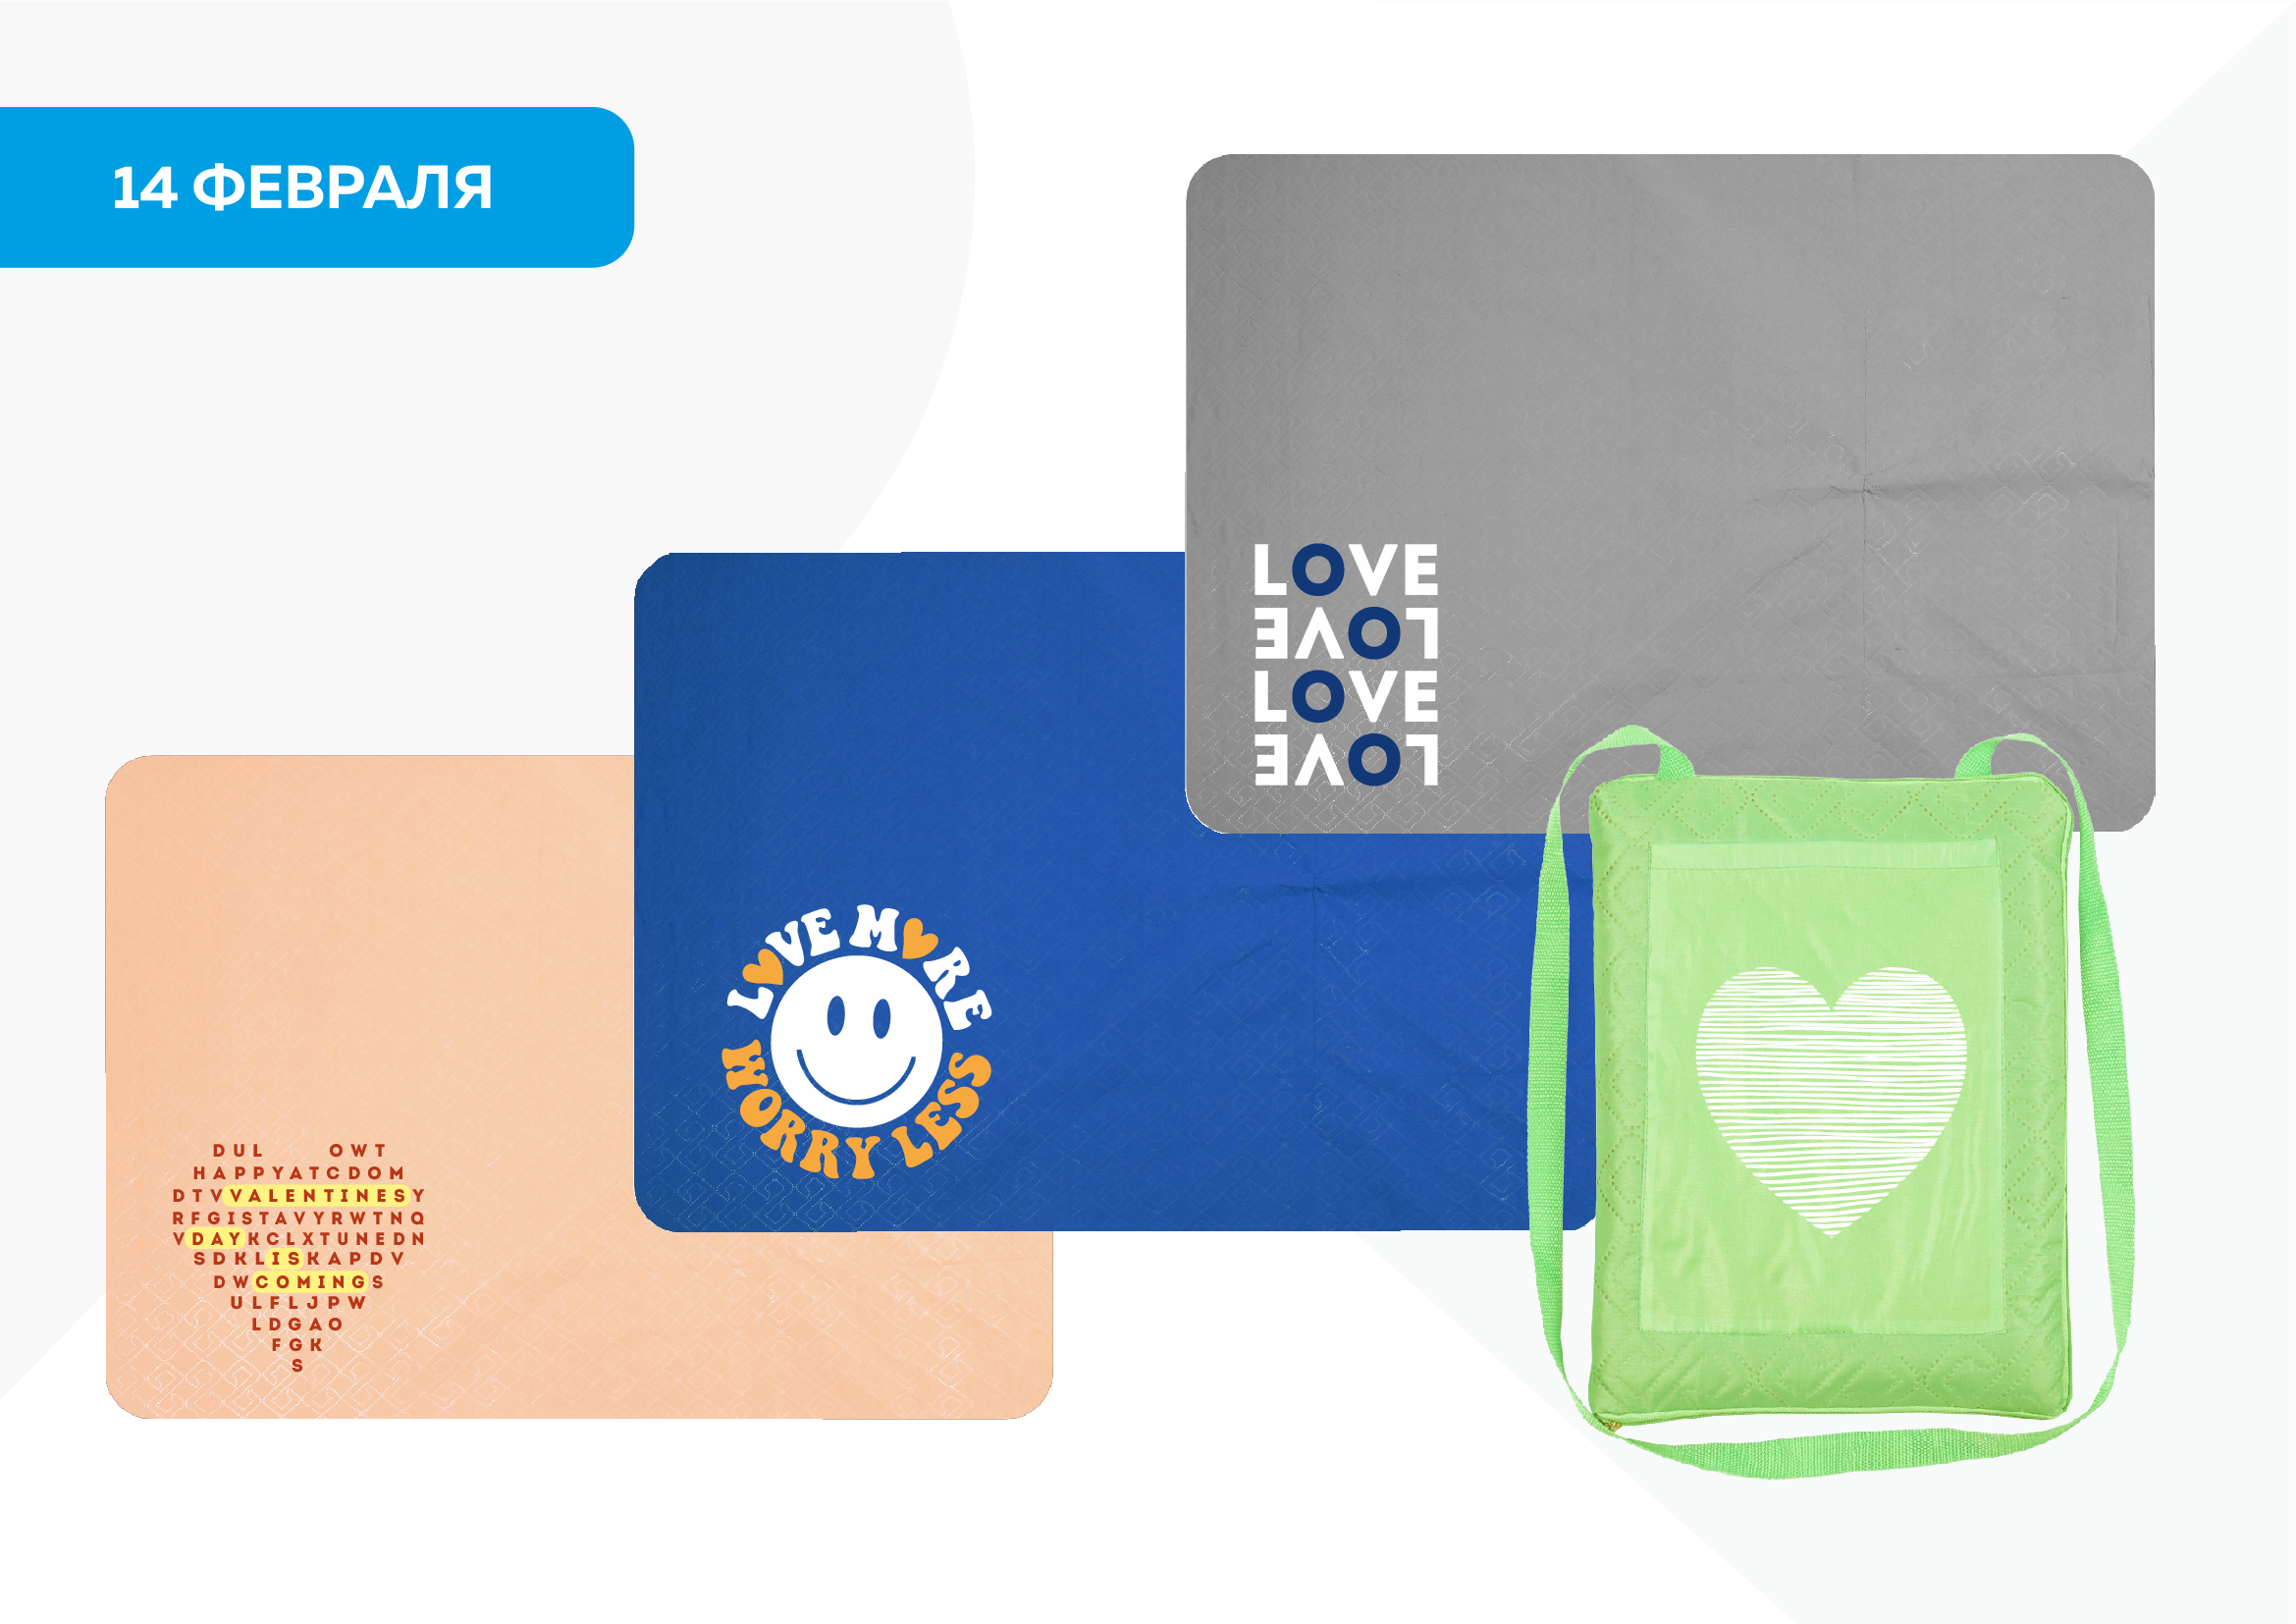 14 ФЕВРАЛЯ
LOVE
LOVE
LOVE
LOVE
LOVE MORE
WORRY LESS
DUL OWT
HAPPYATCDOM
DTVVALENTINESY
RFGISTAVYRWTNQ
VDAYKCLXTUNEDN
SDKLISKAPDV
DWCOMINGS
ULFLJPW
LDGAO
FGK
S